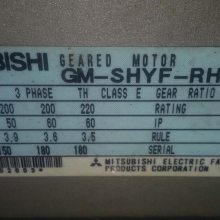 BISHI GEARED MOTOR
GM-SHYF-RH
3 PHASE TH CLASS E GEAR RATIO
200 200 220 RATING
50 60 60 IP
3.9 3.6 3.5 RULE
150 180 180 SERIAL
MITSUBISHI ELECTRIC FA
PRODUCTS CORPORATION